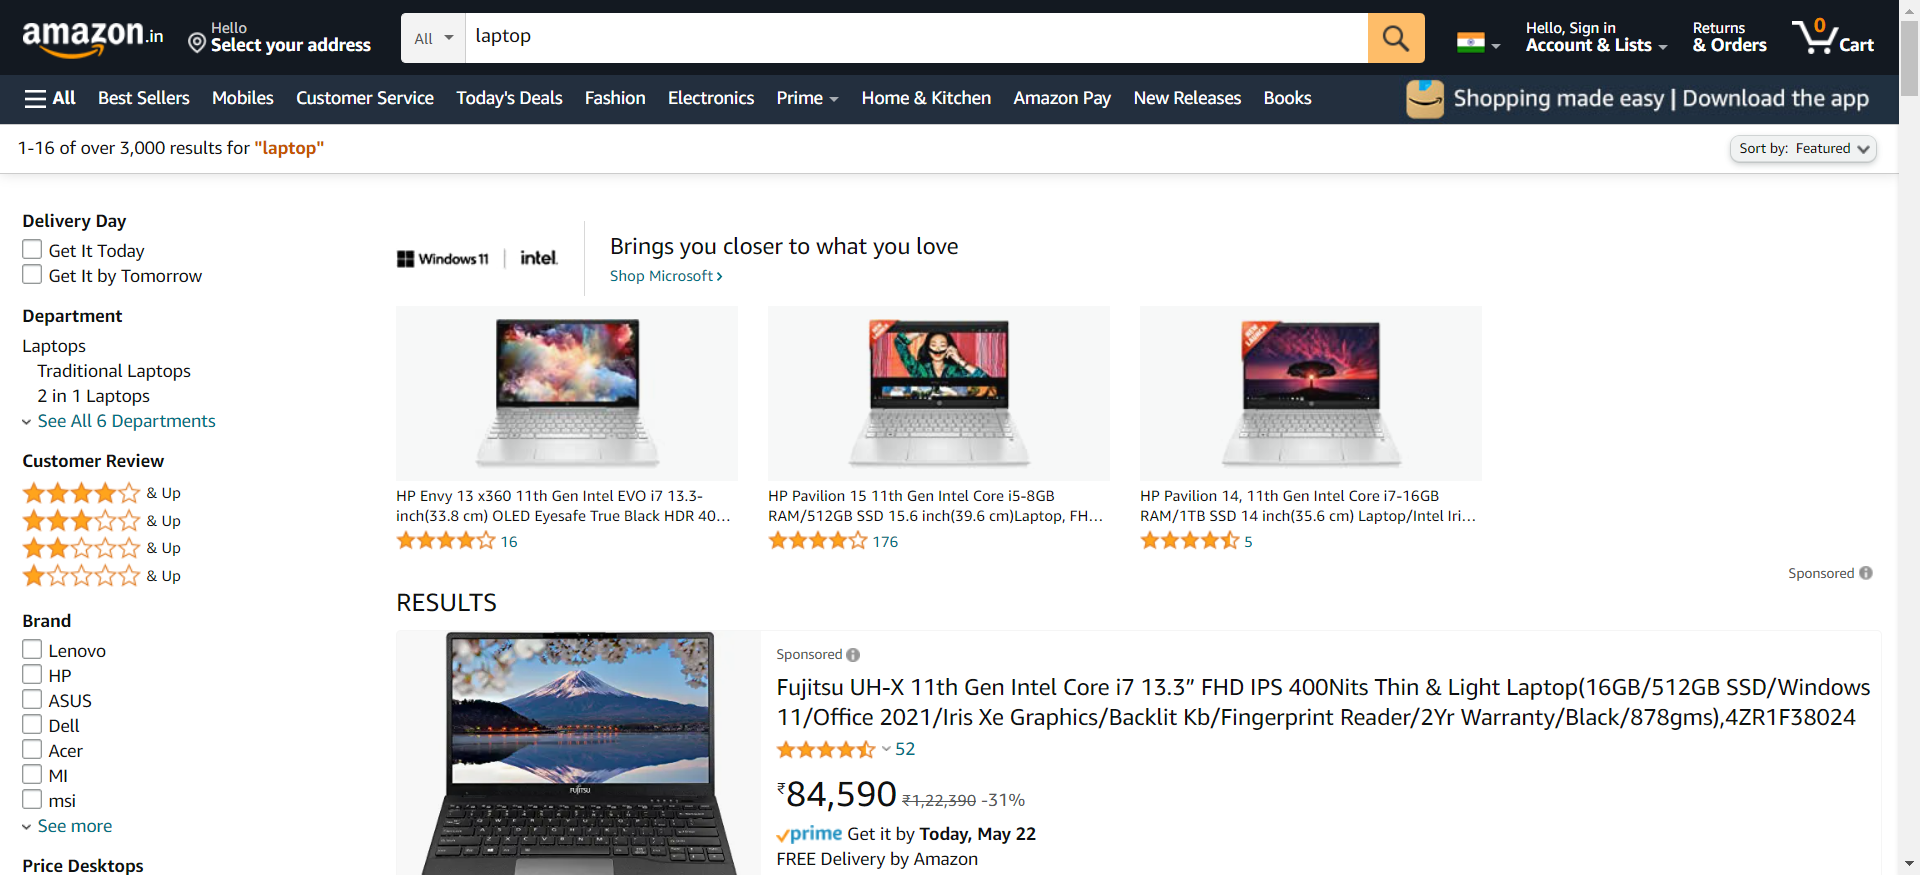 amazon.in
Hello
Select your address
All
laptop
Hello, Sign in
Account & Lists
Returns
& Orders
0
Cart
All
Best Sellers
Mobiles
Customer Service
Today's Deals
Fashion
Electronics
Prime
Home & Kitchen
Amazon Pay
New Releases
Books
Shopping made easy | Download the app
1-16 of over 3,000 results for "laptop"
Sort by: Featured
Delivery Day
Get It Today
Get It by Tomorrow
Department
Laptops
Traditional Laptops
2 in 1 Laptops
See All 6 Departments
Customer Review
& Up
& Up
& Up
& Up
Brand
Lenovo
HP
ASUS
Dell
Acer
MI
msi
See more
Price Desktops
Windows 11 | intel.
Brings you closer to what you love
Shop Microsoft
NEW LAUNCH
NEW LAUNCH
HP Envy 13 x360 11th Gen Intel EVO i7 13.3-
inch(33.8 cm) OLED Eyesafe True Black HDR 40...
16
HP Pavilion 15 11th Gen Intel Core i5-8GB
RAM/512GB SSD 15.6 inch(39.6 cm)Laptop, FH...
176
HP Pavilion 14, 11th Gen Intel Core i7-16GB
RAM/1TB SSD 14 inch(35.6 cm) Laptop/Intel Iri...
5
Sponsored
RESULTS
FUJITSU
Sponsored
Fujitsu UH-X 11th Gen Intel Core i7 13.3” FHD IPS 400Nits Thin & Light Laptop(16GB/512GB SSD/Windows
11/Office 2021/Iris Xe Graphics/Backlit Kb/Fingerprint Reader/2Yr Warranty/Black/878gms),4ZR1F38024
52
₹84,590 ₹1,22,390 -31%
prime Get it by Today, May 22
FREE Delivery by Amazon